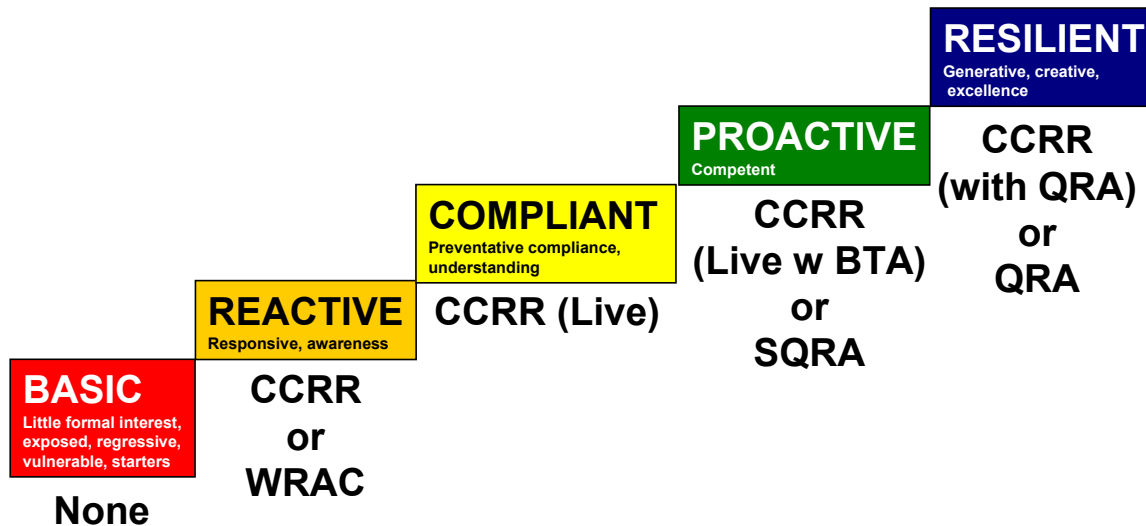 BASIC
Little formal interest,
exposed, regressive,
vulnerable, starters
None
REACTIVE
Responsive, awareness
CCRR
or
WRAC
COMPLIANT
Preventative compliance,
understanding
CCRR (Live)
PROACTIVE
Competent
CCRR
(Live w BTA)
or
SQRA
RESILIENT
Generative, creative,
excellence
CCRR
(with QRA)
or
QRA